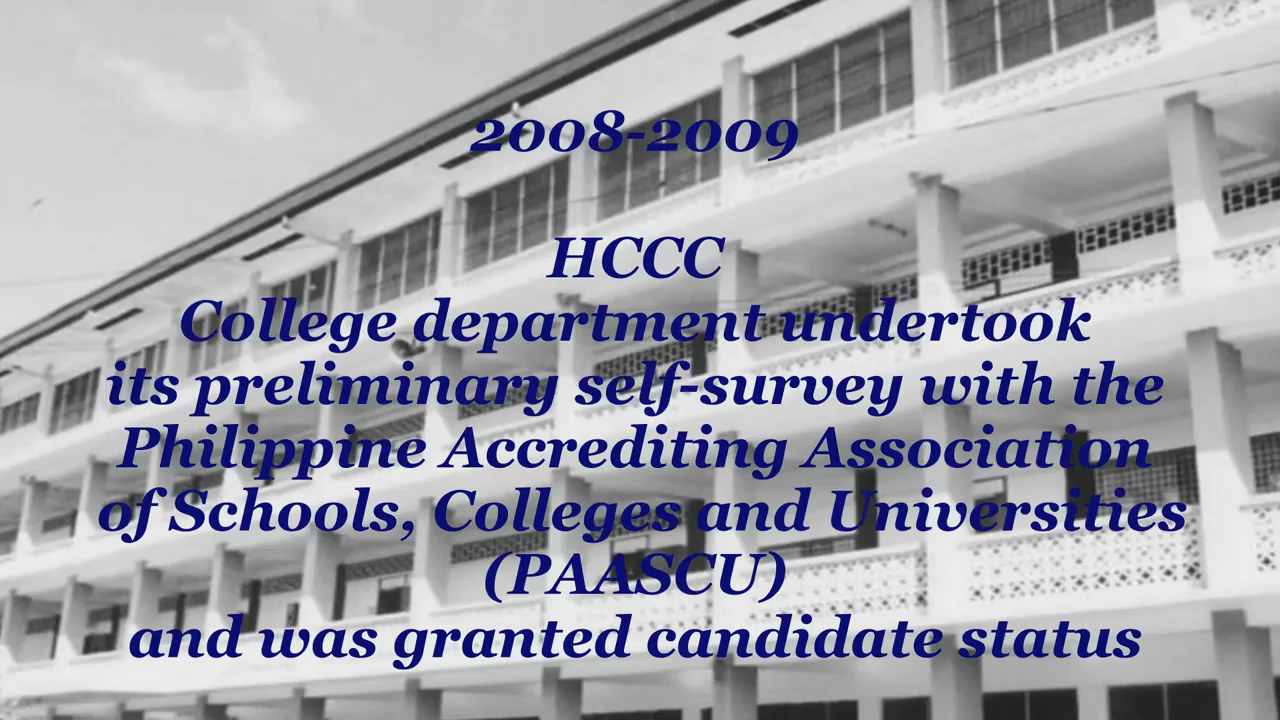 2008-2009
HCCC
College department undertook
its preliminary self-survey with the
Philippine Accrediting Association
of Schools, Colleges and Universities
(PAASCU)
and was granted candidate status